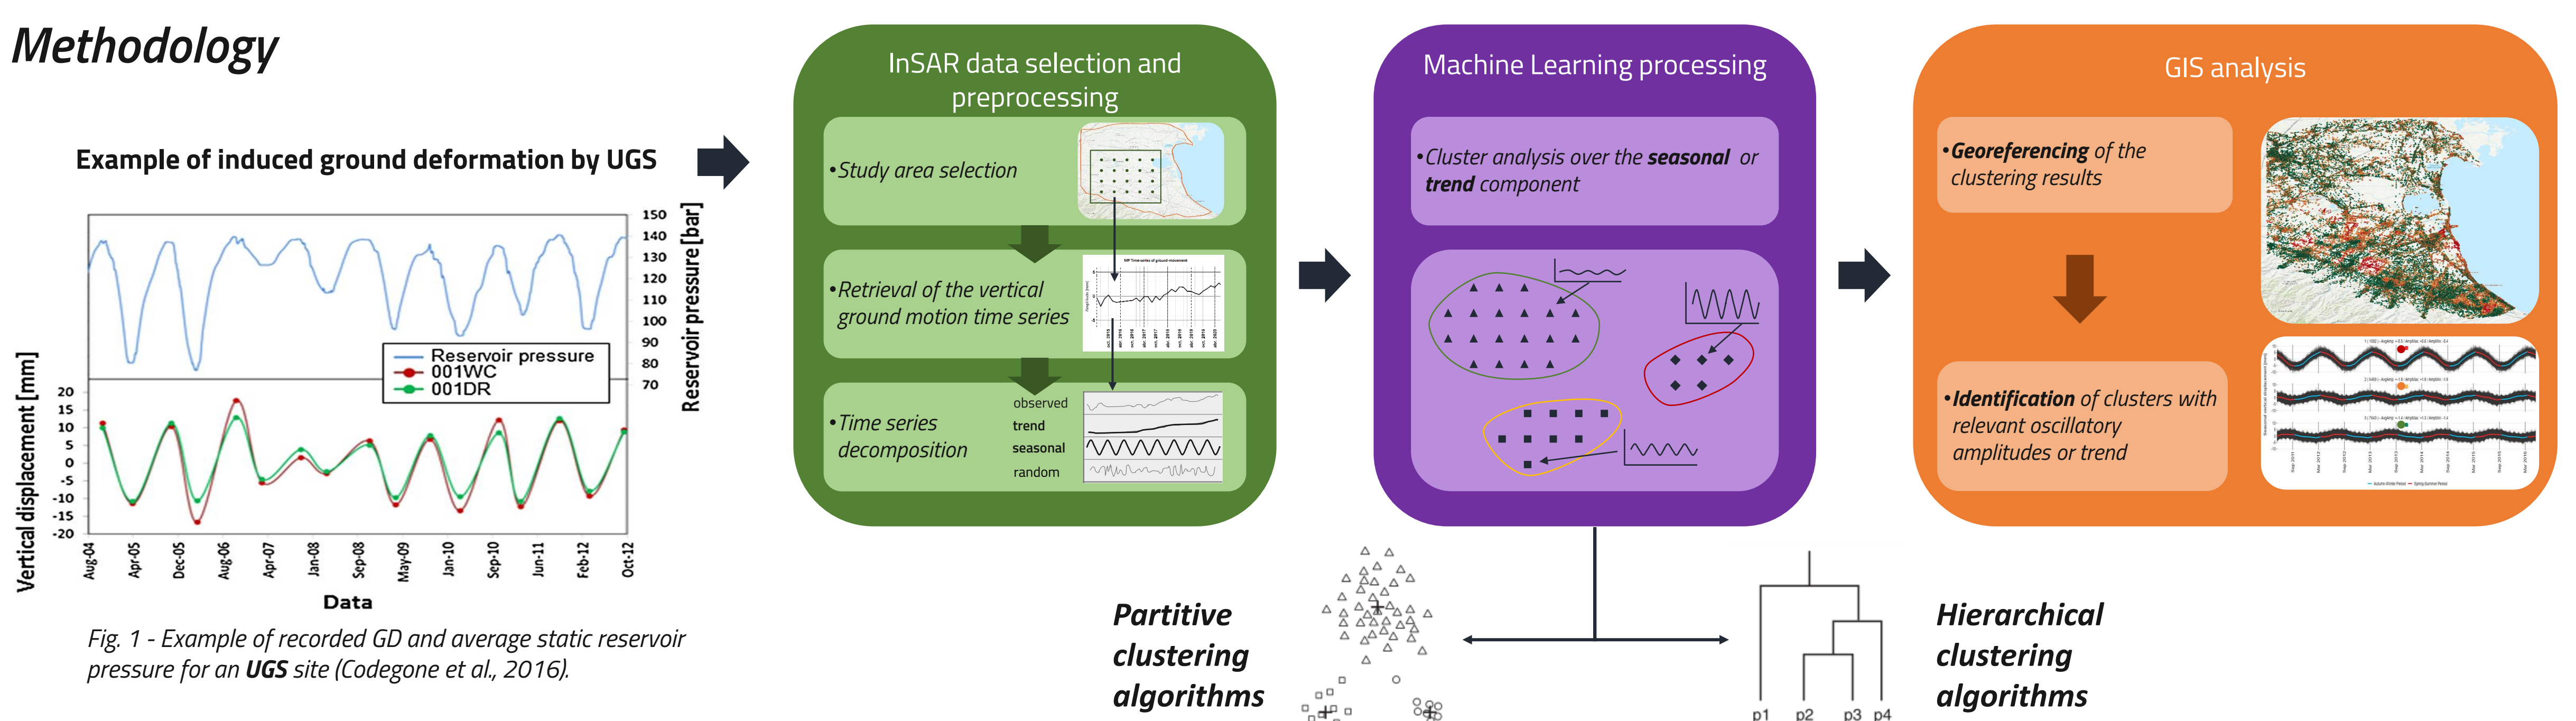 Methodology
Example of induced ground deformation by UGS
Reservoir pressure [bar]
150
140
130
120
110
100
90
80
70
Reservoir pressure
001WC
001DR
Vertical displacement [mm]
20
15
10
5
0
-5
-10
-15
-20
Aug-04
Apr-05
Dec-05
Aug-06
Apr-07
Jan-08
Sep-08
May-09
Jan-10
Sep-10
Jun-11
Feb-12
Oct-12
Data
Fig. 1 - Example of recorded GD and average static reservoir
pressure for an UGS site (Codegone et al., 2016).
InSAR data selection and
preprocessing
•Study area selection
•Retrieval of the vertical
ground motion time series
•Time series
decomposition
observed
trend
seasonal
random
Machine Learning processing
•Cluster analysis over the seasonal or
trend component
Partitive
clustering
algorithms
p1
p2
p3
p4
Hierarchical
clustering
algorithms
GIS analysis
•Georeferencing of the
clustering results
•Identification of clusters with
relevant oscillatory
amplitudes or trend